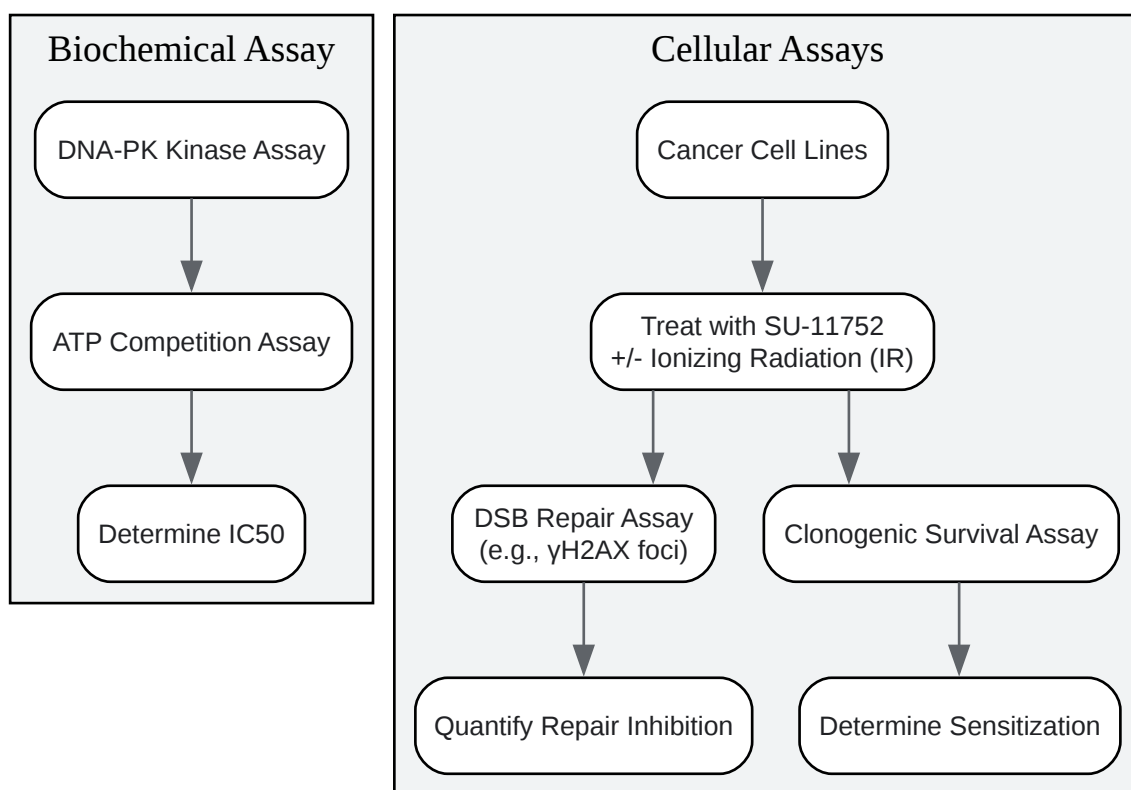 Biochemical Assay
DNA-PK Kinase Assay
ATP Competition Assay
Determine IC50
Cellular Assays
Cancer Cell Lines
Treat with SU-11752
+/- Ionizing Radiation (IR)
DSB Repair Assay
(e.g., γH2AX foci)
Clonogenic Survival Assay
Quantify Repair Inhibition
Determine Sensitization